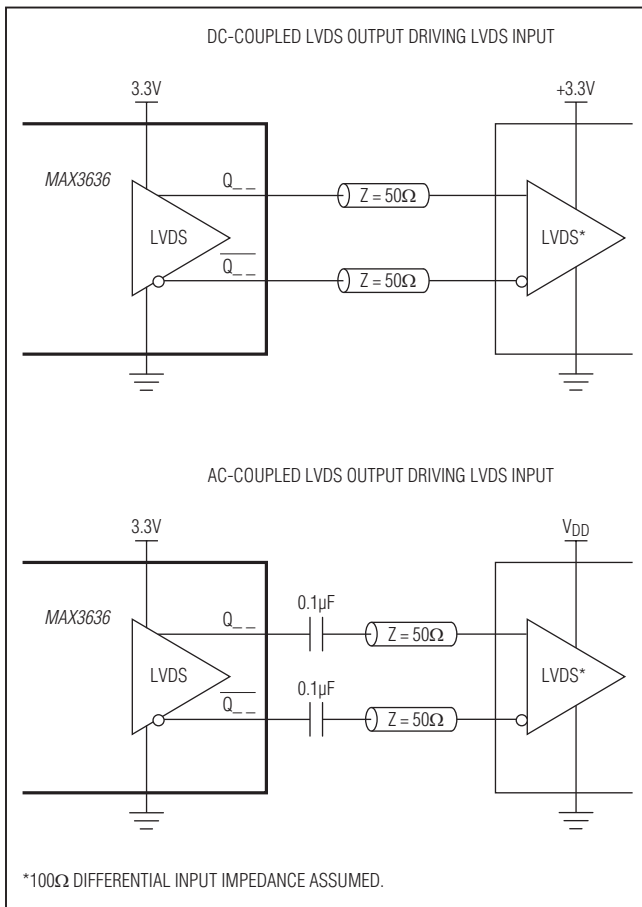 DC-COUPLED LVDS OUTPUT DRIVING LVDS INPUT
3.3V
+3.3V
MAX3636
Q_ _
Z = 50Ω
LVDS
LVDS*
Q_ _
Z = 50Ω
AC-COUPLED LVDS OUTPUT DRIVING LVDS INPUT
3.3V
VDD
0.1µF
MAX3636
Q_ _
Z = 50Ω
LVDS
LVDS*
0.1µF
Q_ _
Z = 50Ω
*100Ω DIFFERENTIAL INPUT IMPEDANCE ASSUMED.